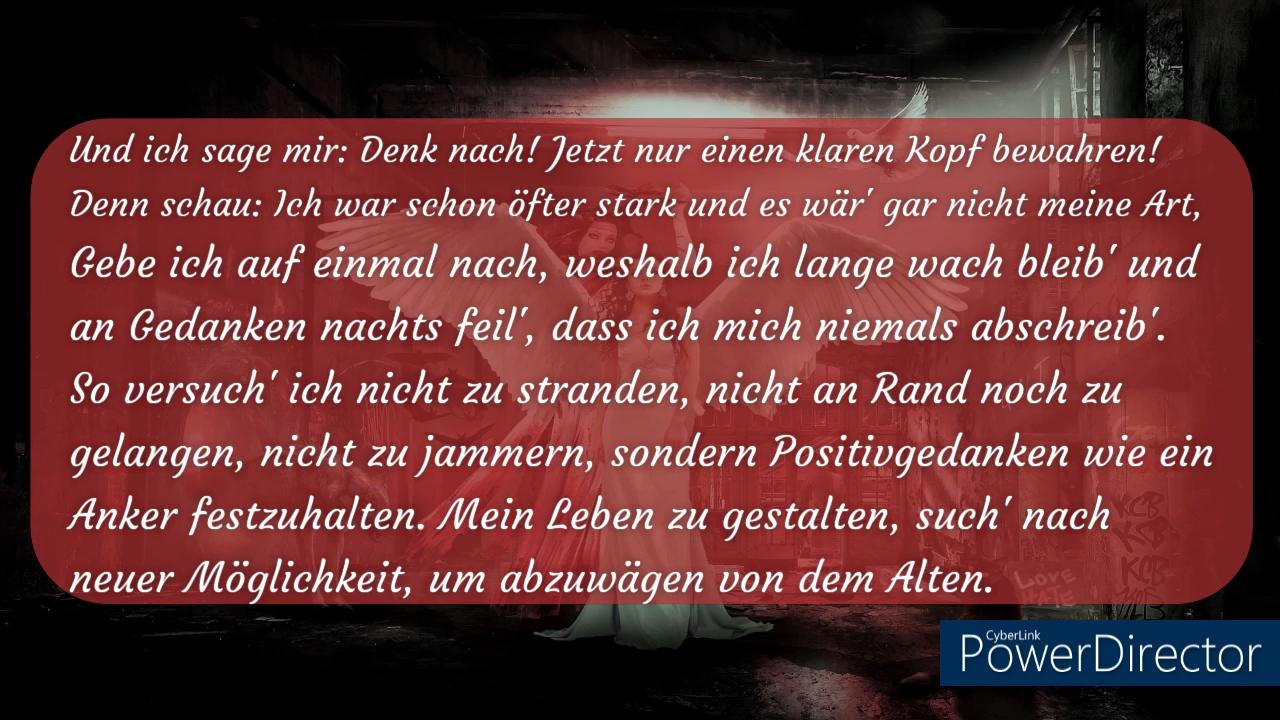 Und ich sage mir: Denk nach! Jetzt nur einen klaren Kopf bewahren!
Denn schau: Ich war schon öfter stark und es wär' gar nicht meine Art,
Gebe ich auf einmal nach, weshalb ich lange wach bleib' und
an Gedanken nachts feil', dass ich mich niemals abschreib'.
So versuch' ich nicht zu stranden, nicht an Rand noch zu
gelangen, nicht zu jammern, sondern Positivgedanken wie ein
Anker festzuhalten. Mein Leben zu gestalten, such' nach
neuer Möglichkeit, um abzuwägen von dem Alten.
KCB
KCB
LOVE
HATE
CyberLink
PowerDirector